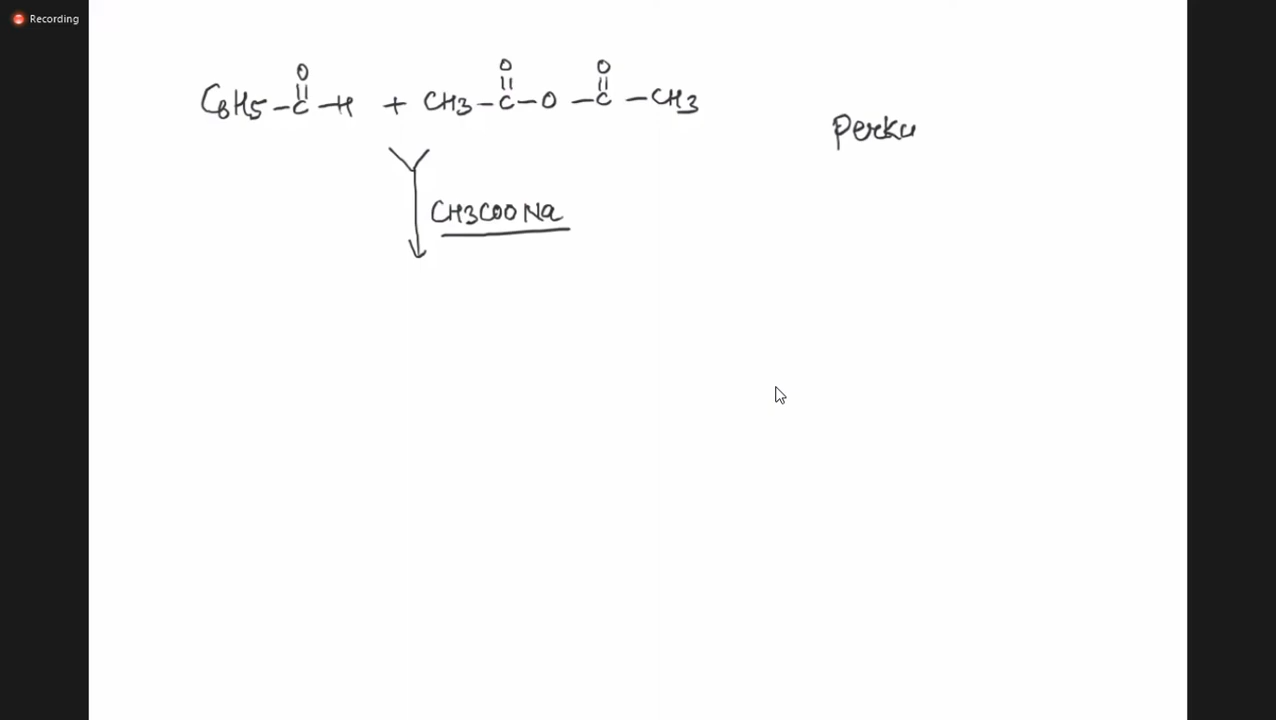 Recording
O O O
C6H5-C-H + CH3-C-O-C-CH3
Perku
CH3COONa